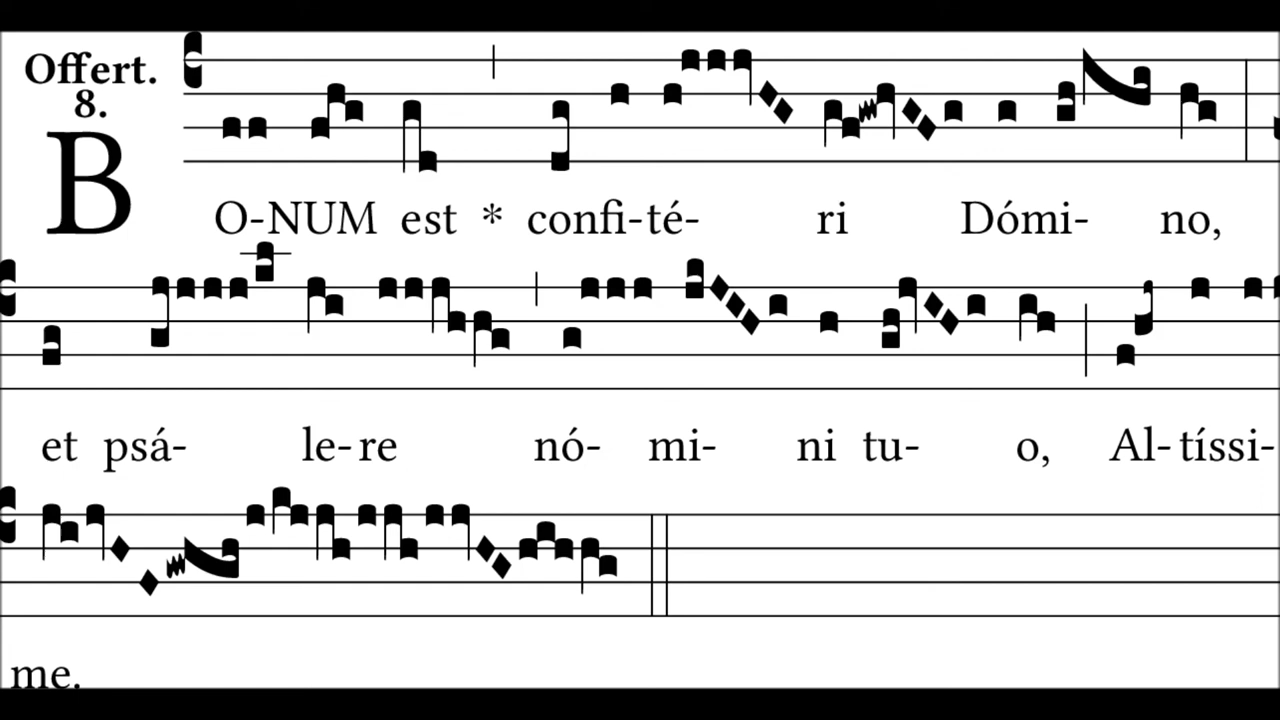 Offert.
8.
BO-NUM est * confi-té- ri Dómi- no,
et psá- le-re nó- mi- ni tu- o, Al-tíssi-
me.